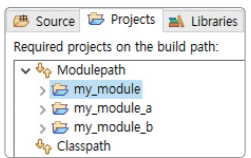 Source Projects Libraries
Required projects on the build path:
Modulepath
my_module
my_module_a
my_module_b
Classpath